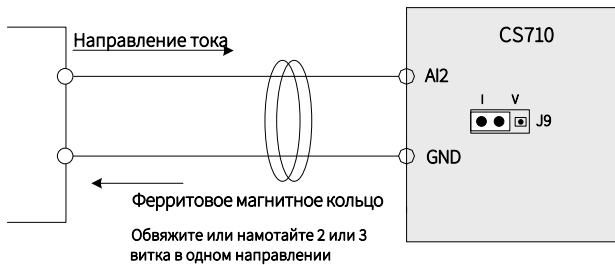 Направление тока
CS710
AI2
I V
J9
GND
Ферритовое магнитное кольцо
Обвяжите или намотайте 2 или 3
витка в одном направлении